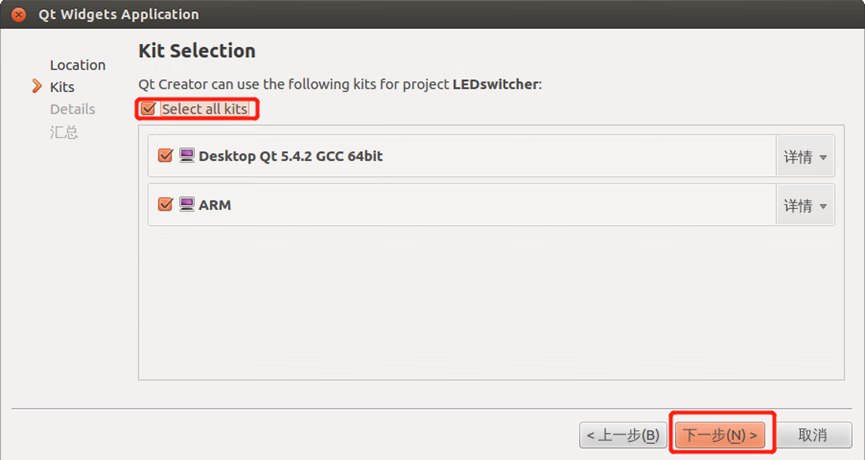 Qt Widgets Application
Location
Kits
Details
汇总
Kit Selection
Qt Creator can use the following kits for project LEDswitcher:
Select all kits
Desktop Qt 5.4.2 GCC 64bit
详情
ARM
详情
< 上一步(B)
下一步(N) >
取消